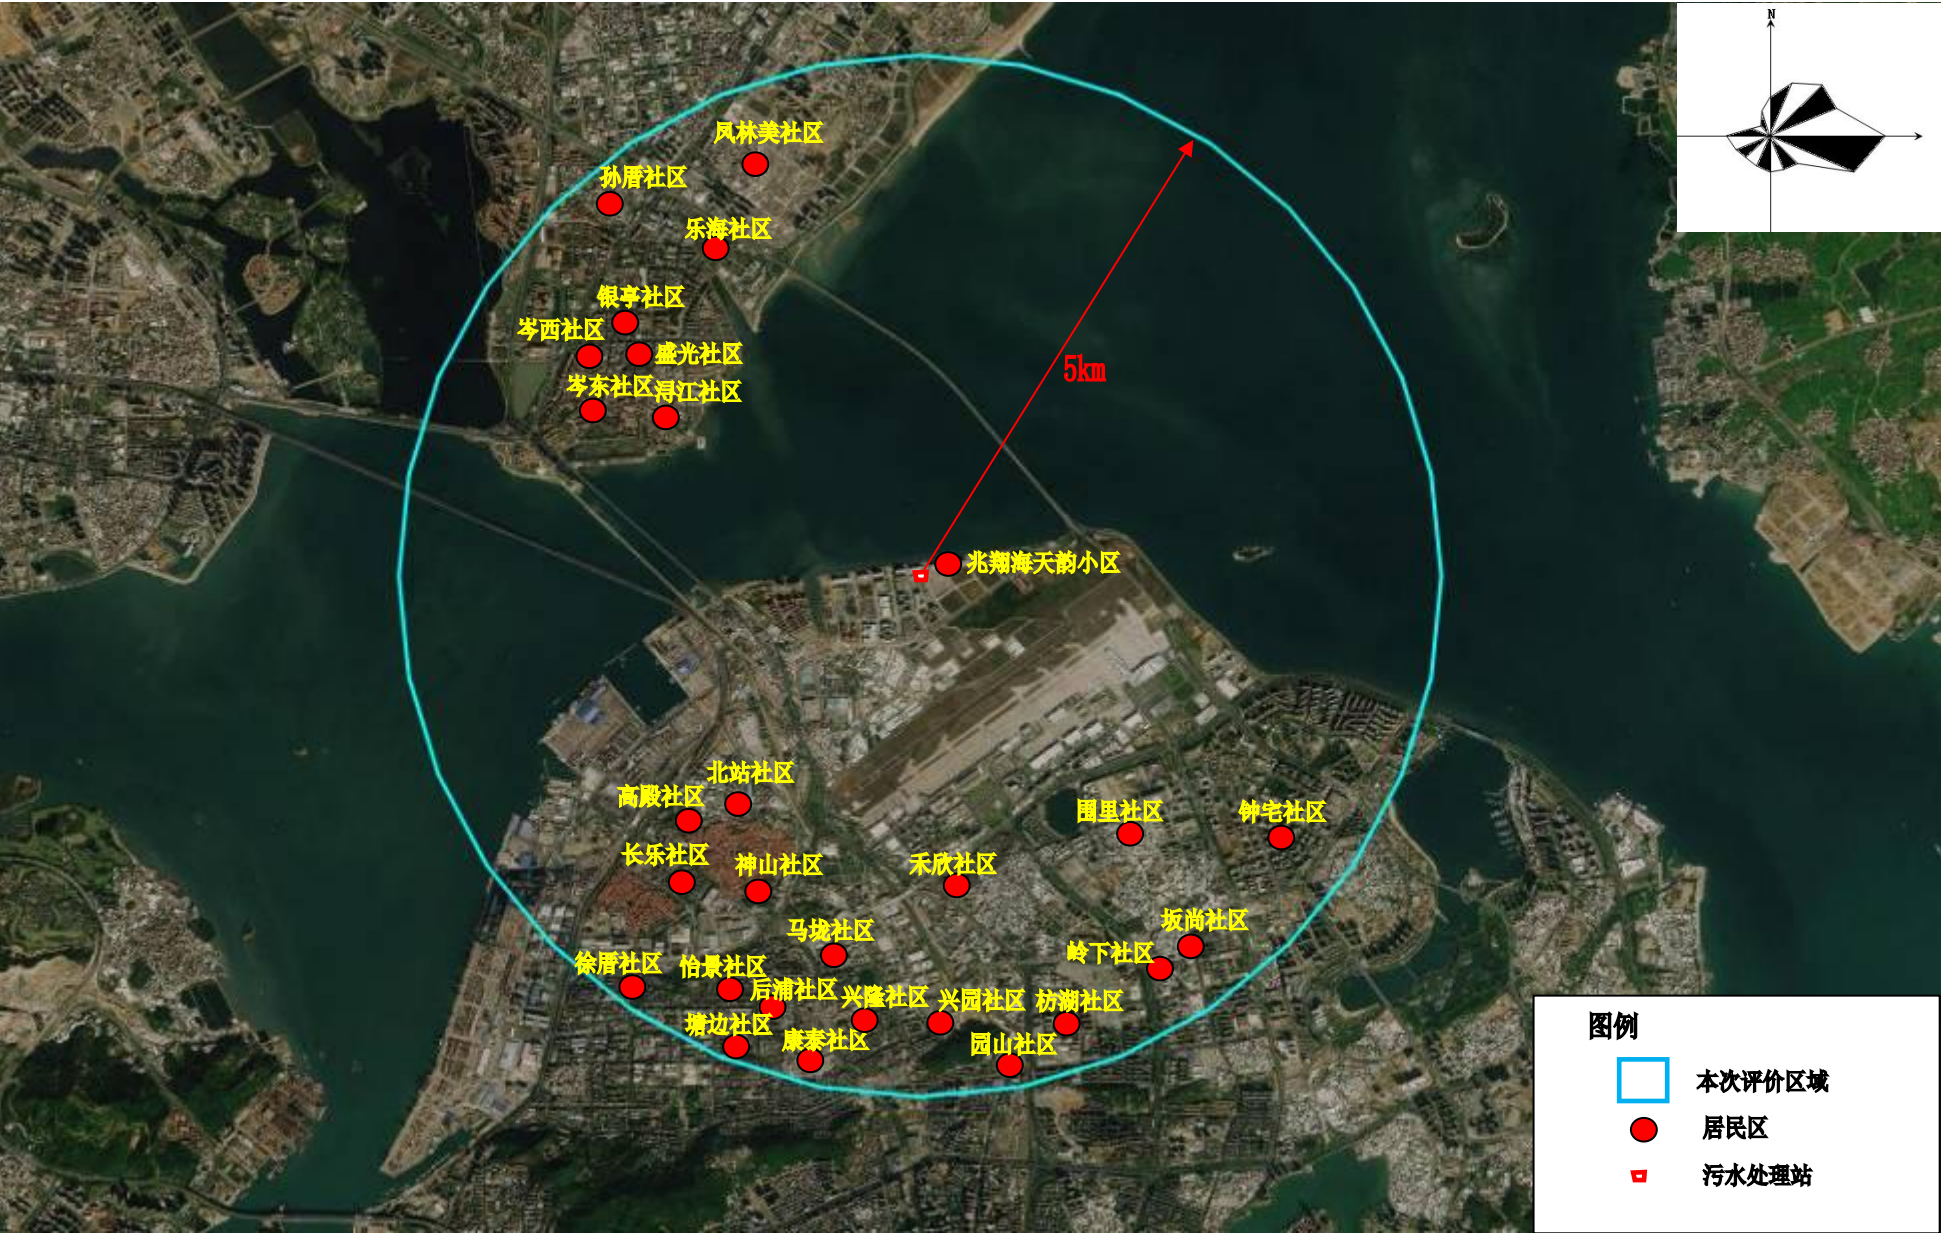 N
凤林美社区
孙厝社区
乐海社区
银亭社区
岑西社区
盛光社区
岑东社区
浔江社区
5km
兆翔海天韵小区
北站社区
高殿社区
围里社区
钟宅社区
长乐社区
神山社区
禾欣社区
马垅社区
坂尚社区
岭下社区
徐厝社区
怡景社区
后浦社区
兴隆社区
兴园社区
枋湖社区
塘边社区
康泰社区
园山社区
图例
本次评价区域
居民区
污水处理站